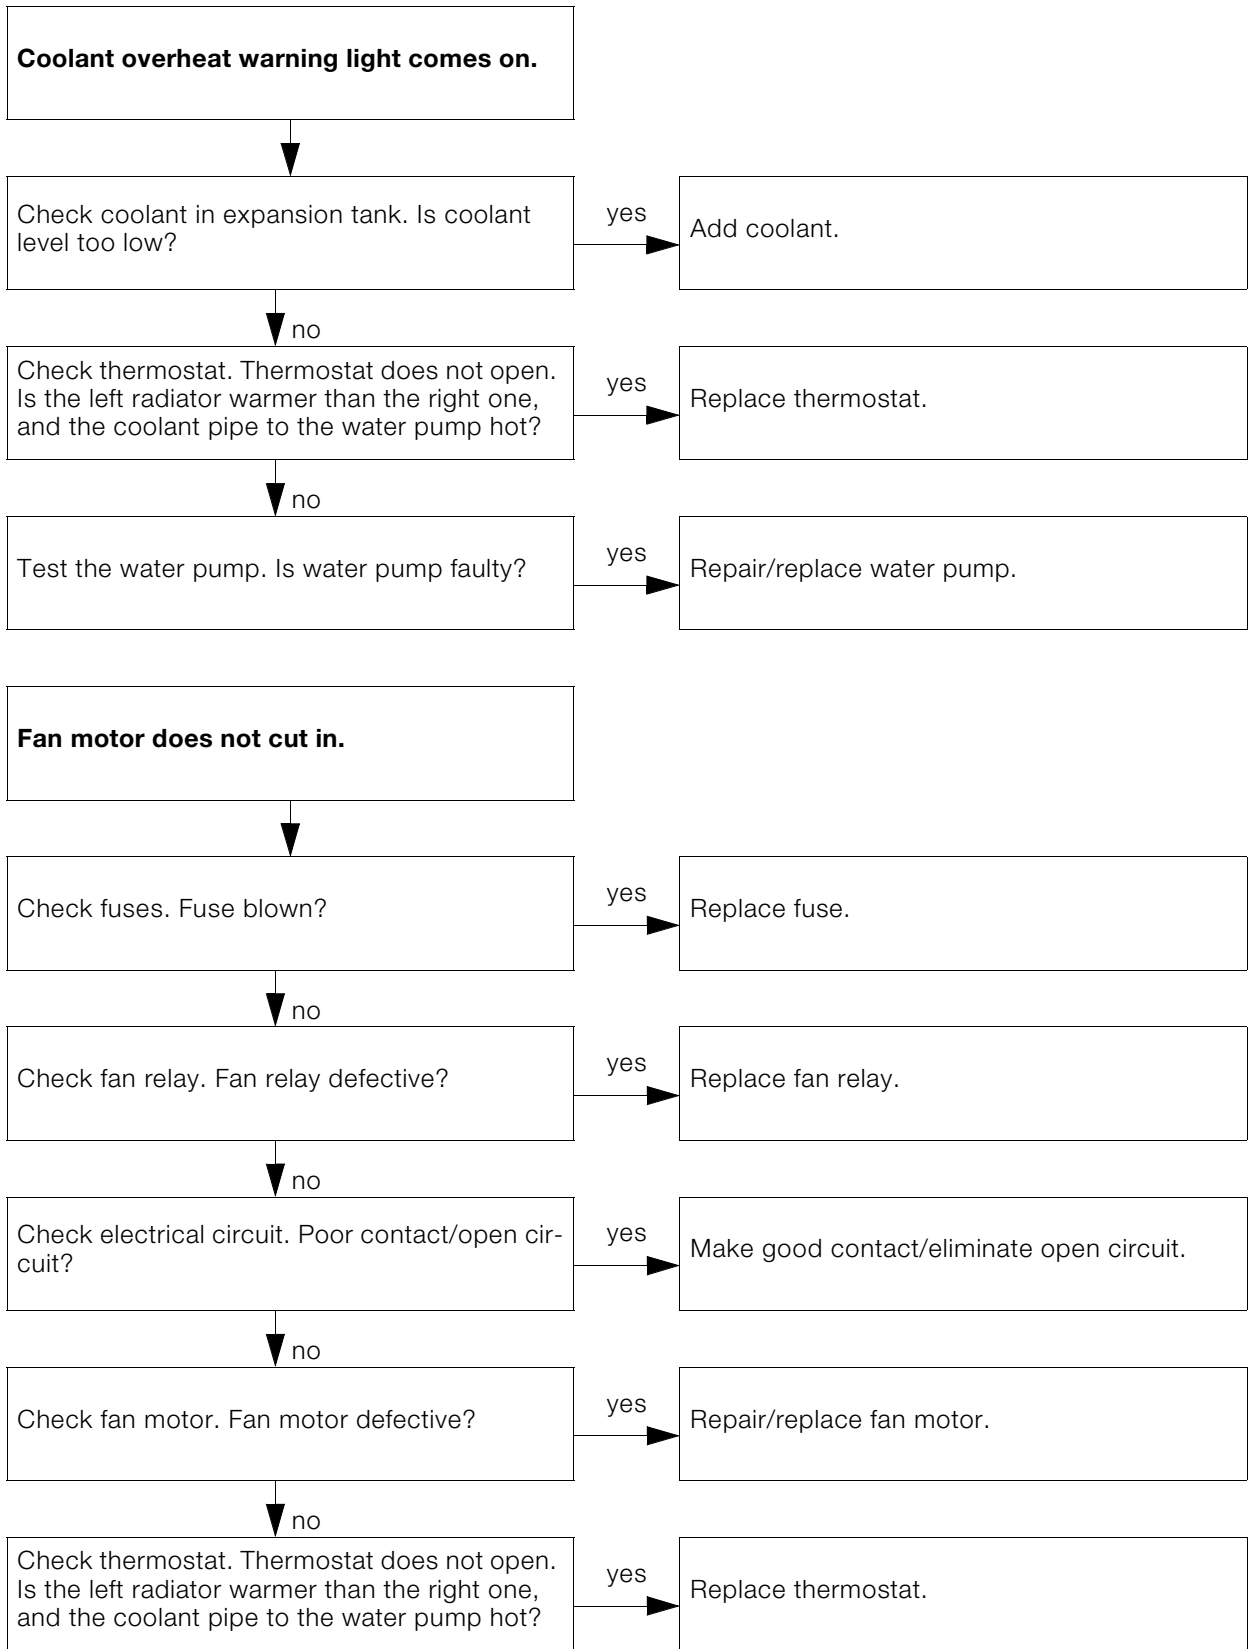 Coolant overheat warning light comes on.
Check coolant in expansion tank. Is coolant
level too low?
yes
Add coolant.
no
Check thermostat. Thermostat does not open.
Is the left radiator warmer than the right one,
and the coolant pipe to the water pump hot?
yes
Replace thermostat.
no
Test the water pump. Is water pump faulty?
yes
Repair/replace water pump.
Fan motor does not cut in.
Check fuses. Fuse blown?
yes
Replace fuse.
no
Check fan relay. Fan relay defective?
yes
Replace fan relay.
no
Check electrical circuit. Poor contact/open cir-
cuit?
yes
Make good contact/eliminate open circuit.
no
Check fan motor. Fan motor defective?
yes
Repair/replace fan motor.
no
Check thermostat. Thermostat does not open.
Is the left radiator warmer than the right one,
and the coolant pipe to the water pump hot?
yes
Replace thermostat.